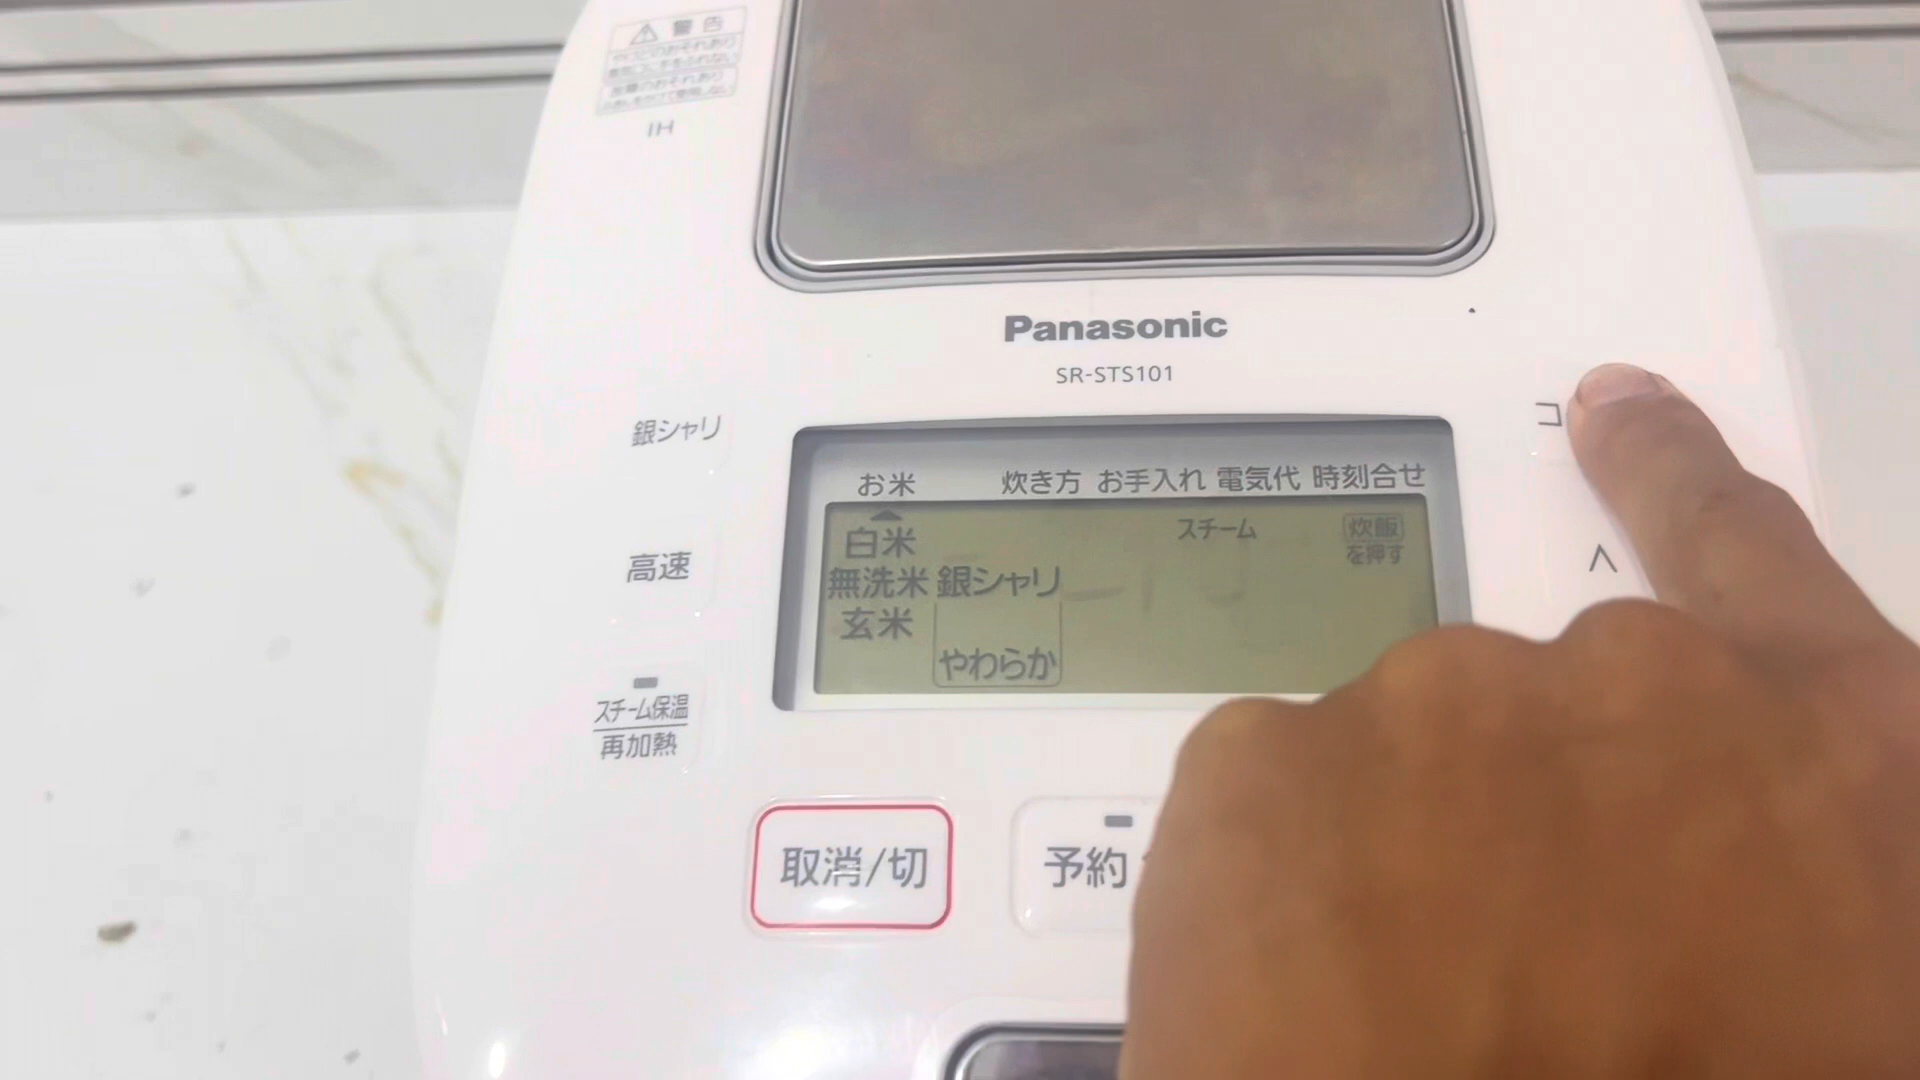 警告
IH
Panasonic
SR-STS101
銀シャリ
コ
お米 炊き方 お手入れ 電気代 時刻合せ
白米 スチーム 炊飯
を押す
無洗米 銀シャリ
高速
玄米
やわらか
スチーム保温
再加熱
取消/切
予約